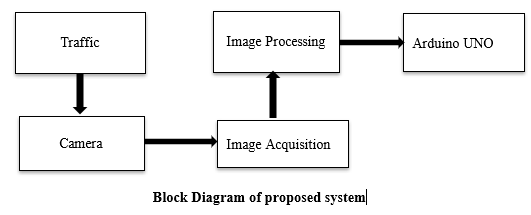 Traffic
Image Processing
Arduino UNO
Camera
Image Acquisition
Block Diagram of proposed system